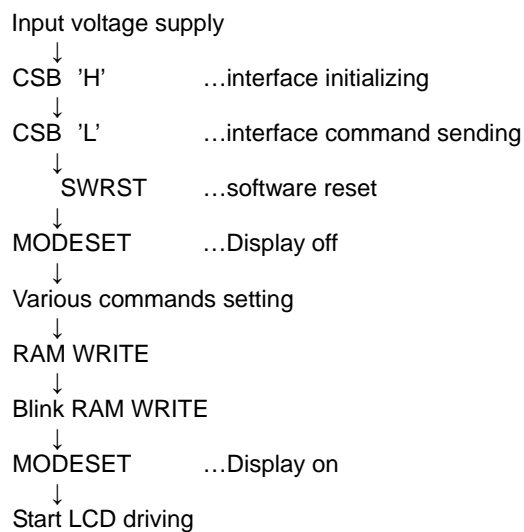 Input voltage supply
↓
CSB 'H' …interface initializing
↓
CSB 'L' …interface command sending
↓
SWRST …software reset
↓
MODESET …Display off
↓
Various commands setting
↓
RAM WRITE
↓
Blink RAM WRITE
↓
MODESET …Display on
↓
Start LCD driving